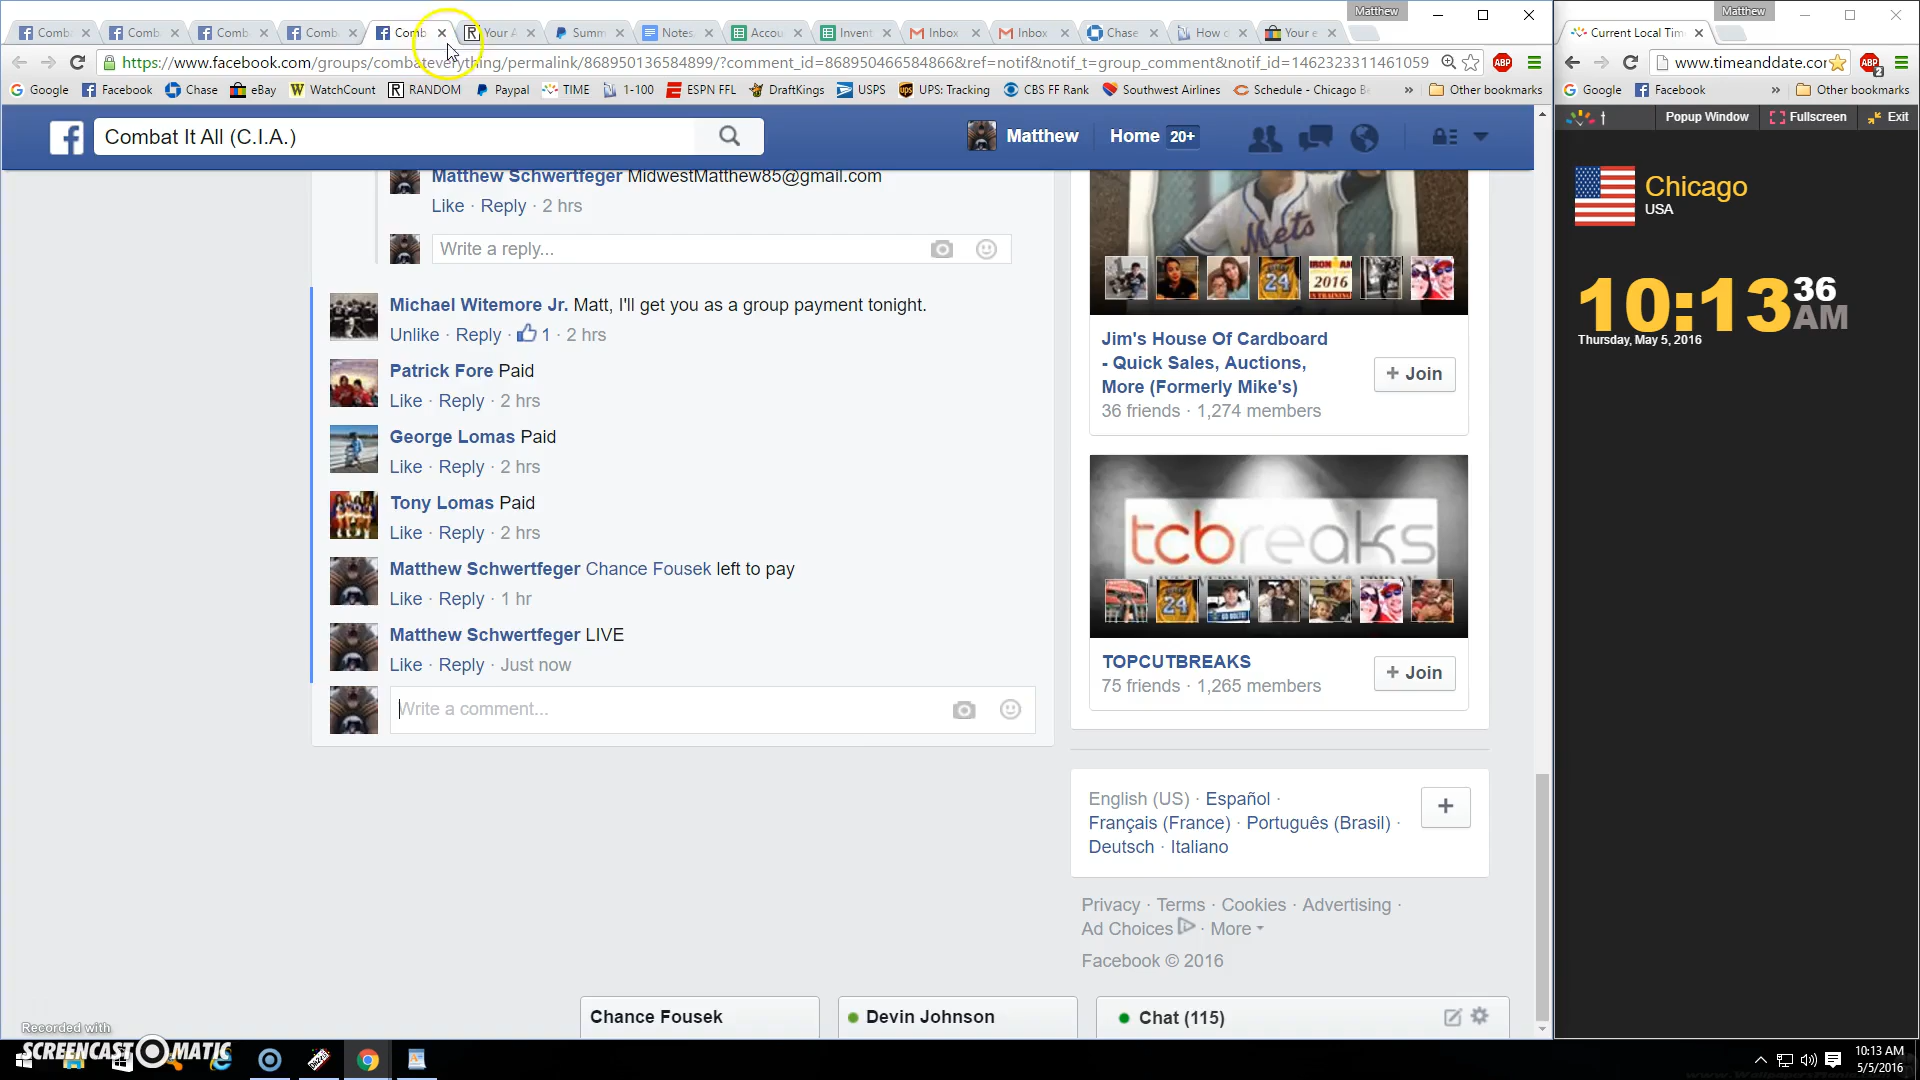 Matthew
Matthew
Comb
Comb
Comb
Comb
Comb
Your A
Summ
Notes
Accou
Invent
Inbox
Inbox
Chase
How
Your e
Current Local Tim
https://www.facebook.com/groups/combateverything/permalink/868950136584899/?comment_id=868950466584866&ref=notif&notif_t=group_comment&notif_id=1462323311461059
ABP
www.timeanddate.com
ABP
2
Google
Facebook
Chase
eBay
WatchCount
RANDOM
Paypal
TIME
1-100
ESPN FFL
DraftKings
USPS
UPS: Tracking
CBS FF Rank
Southwest Airlines
Schedule - Chicago B
»
Other bookmarks
Google
Facebook
»
Other bookmarks
Combat It All (C.I.A.)
Matthew
Home 20+
Popup Window
Fullscreen
Exit
Matthew Schwertfeger MidwestMatthew85@gmail.com
Like · Reply · 2 hrs
Write a reply...
Michael Witemore Jr. Matt, I'll get you as a group payment tonight.
Unlike · Reply · 1 · 2 hrs
Patrick Fore Paid
Like · Reply · 2 hrs
George Lomas Paid
Like · Reply · 2 hrs
Tony Lomas Paid
Like · Reply · 2 hrs
Matthew Schwertfeger Chance Fousek left to pay
Like · Reply · 1 hr
Matthew Schwertfeger LIVE
Like · Reply · Just now
Write a comment...
Mets
24
IRONMAN
2016
Jim's House Of Cardboard
- Quick Sales, Auctions,
More (Formerly Mike's)
36 friends · 1,274 members
+ Join
tcbreaks
24
TOPCUTBREAKS
75 friends · 1,265 members
+ Join
English (US) · Español ·
Français (France) · Português (Brasil) ·
Deutsch · Italiano
+
Privacy · Terms · Cookies · Advertising ·
Ad Choices · More
Facebook © 2016
Chance Fousek
Devin Johnson
Chat (115)
Chicago
USA
10:13 36
AM
Thursday, May 5, 2016
Recorded with
SCREENCAST O MATIC
10:13 AM
5/5/2016